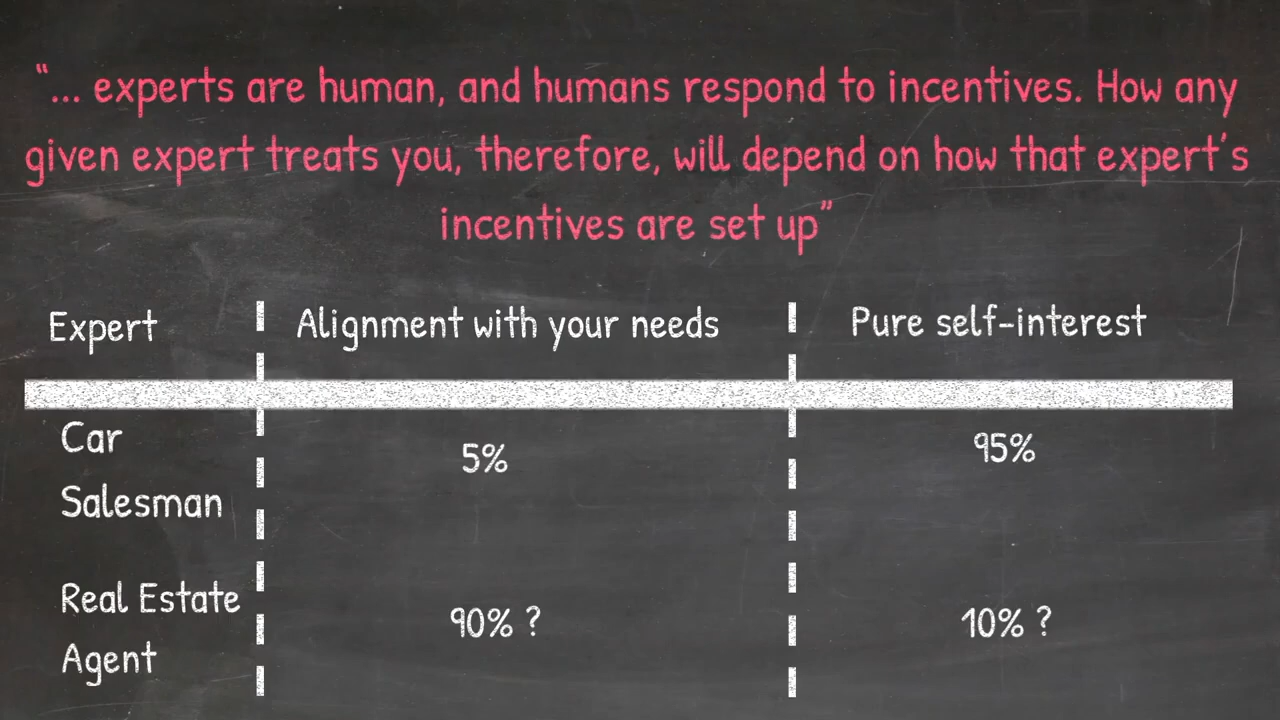 “... experts are human, and humans respond to incentives. How any
given expert treats you, therefore, will depend on how that expert's
incentives are set up”
Expert Alignment with your needs Pure self-interest
Car
Salesman 5% 95%
Real Estate
Agent 90% ? 10% ?